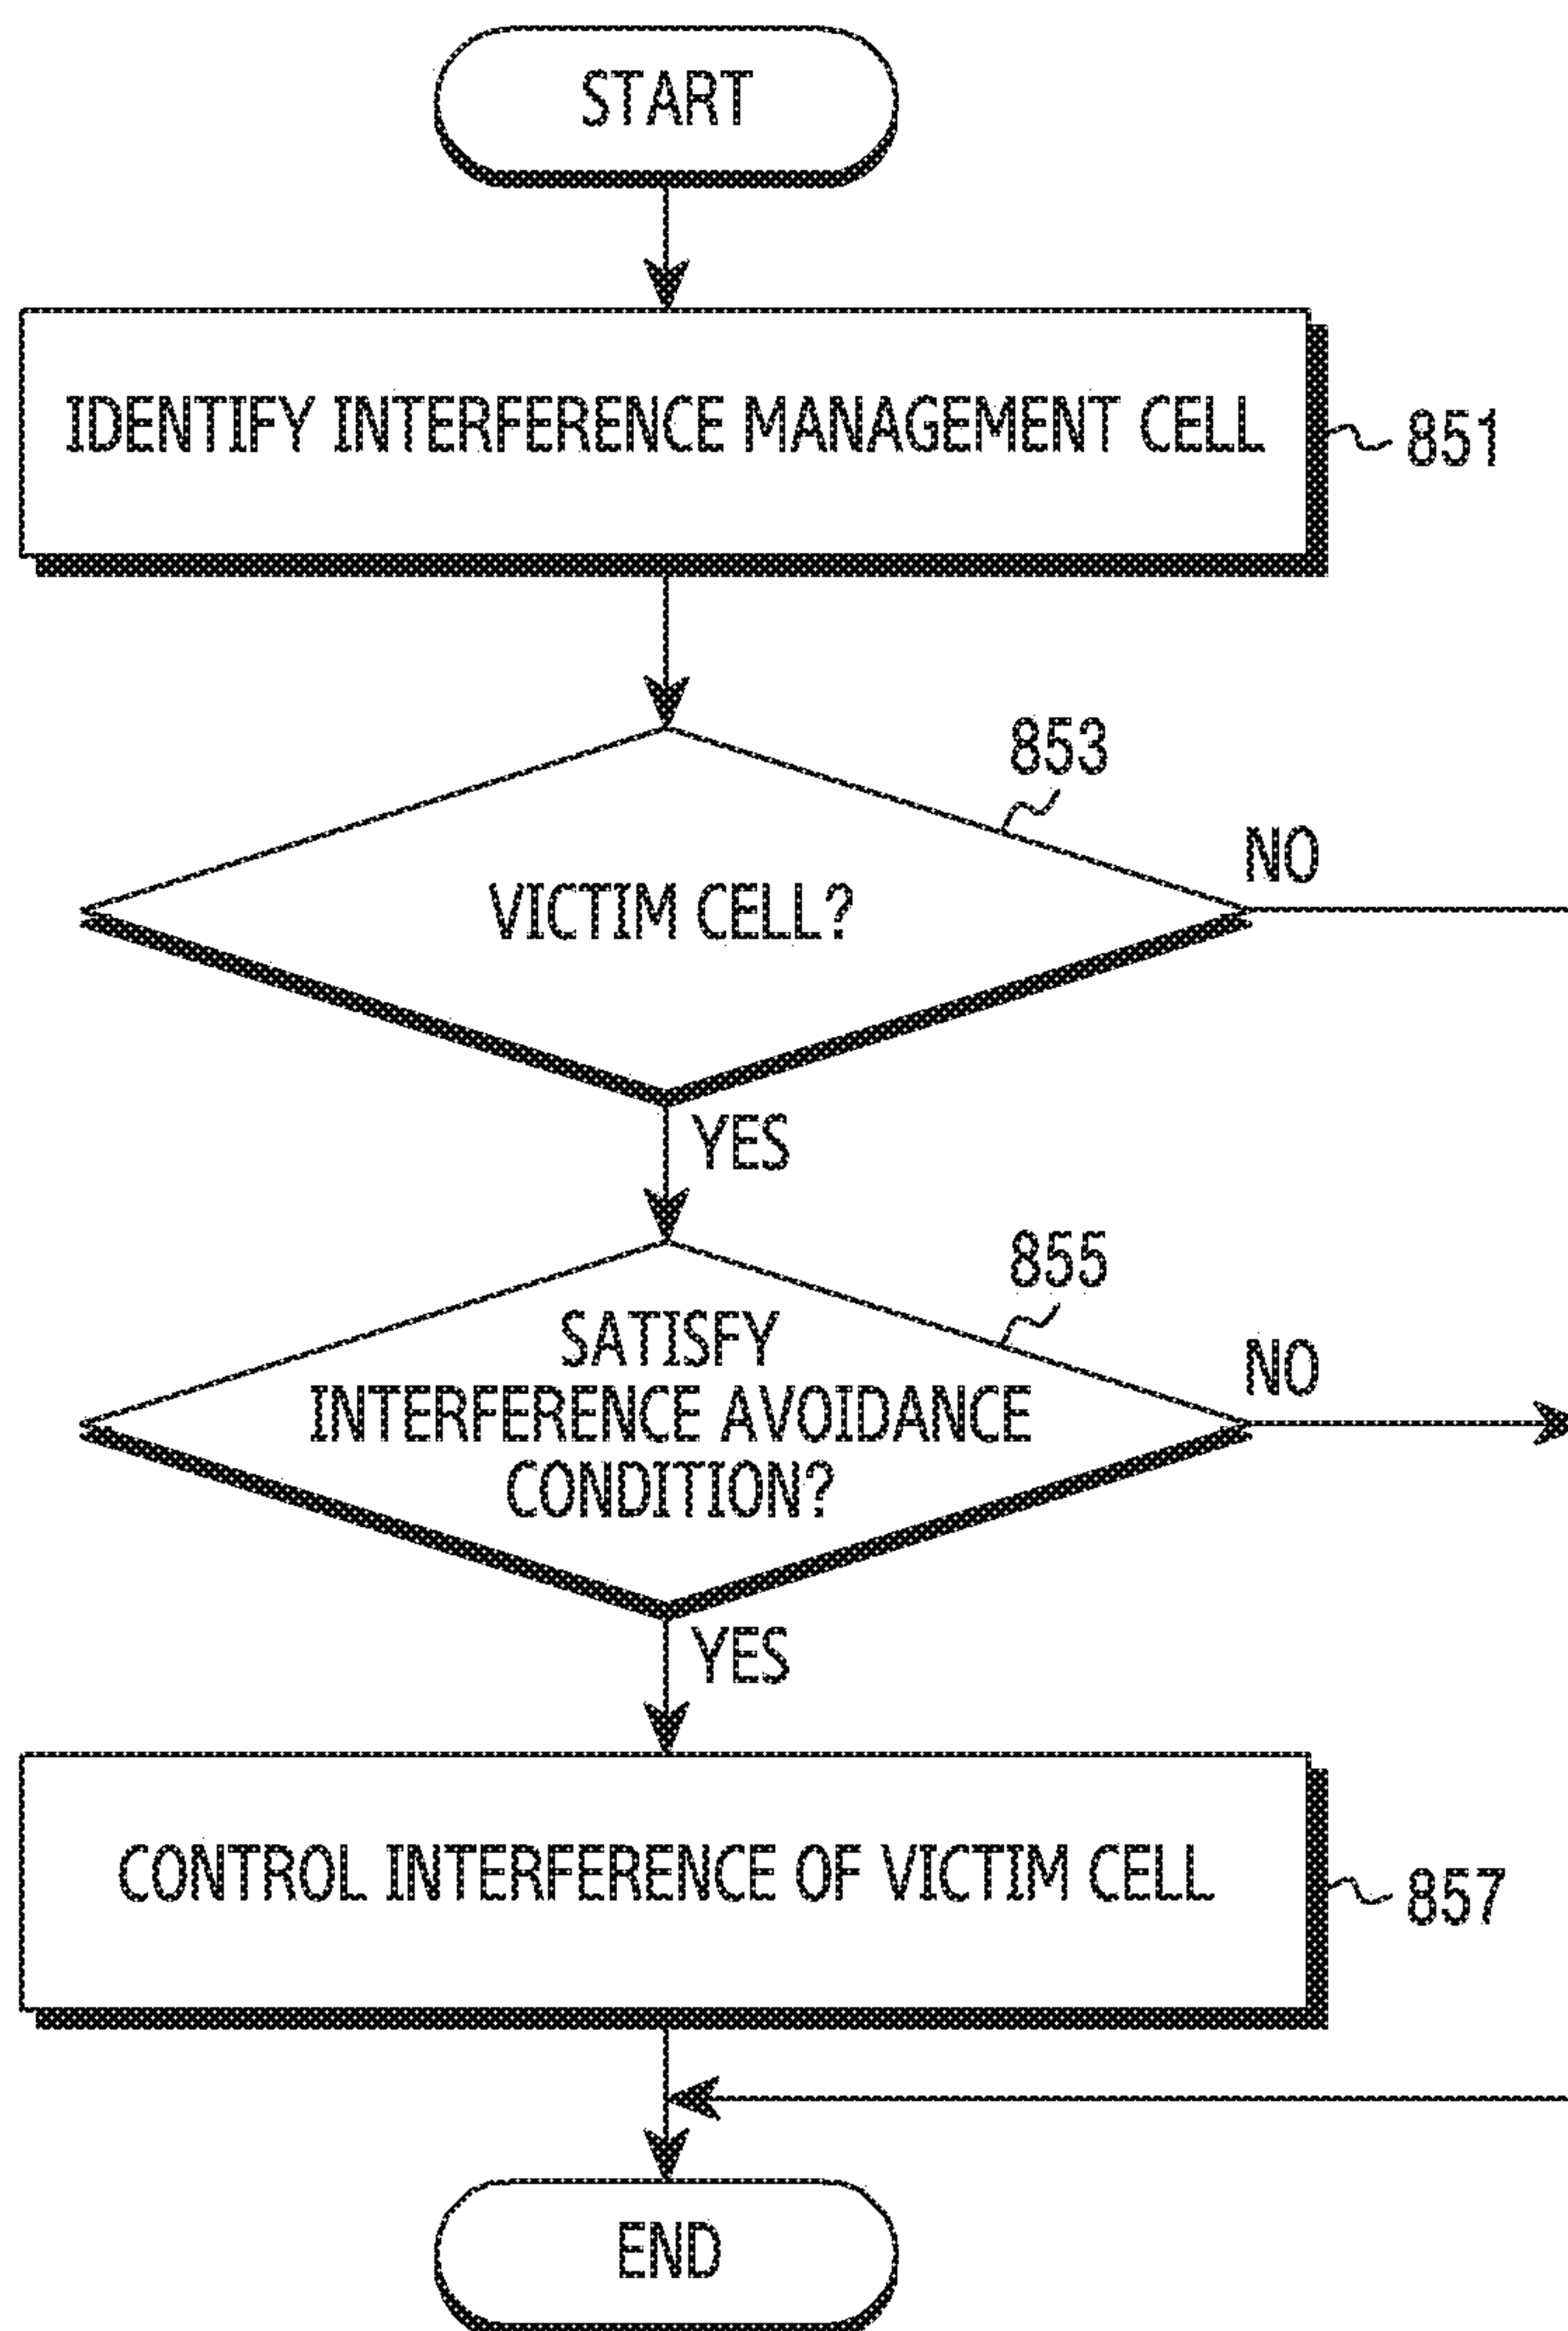 START
IDENTIFY INTERFERENCE MANAGEMENT CELL
851
853
VICTIM CELL?
NO
YES
855
SATISFY
INTERFERENCE AVOIDANCE
CONDITION?
NO
YES
CONTROL INTERFERENCE OF VICTIM CELL
857
END